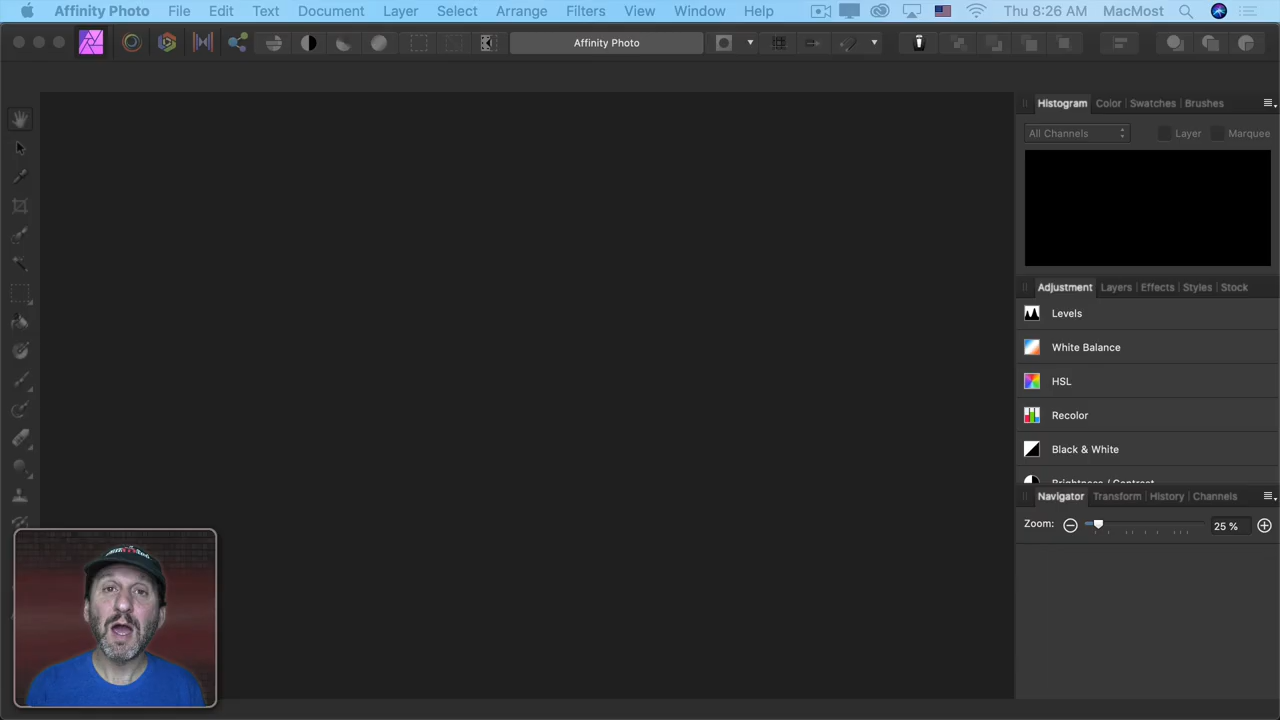 Affinity Photo File Edit Text Document Layer Select Arrange Filters View Window Help Thu 8:26 AM MacMost
Affinity Photo
Histogram Color Swatches Brushes
All Channels Layer Marquee
Adjustment Layers Effects Styles Stock
Levels
White Balance
HSL
Recolor
Black & White
Brightness / Contrast
Navigator Transform History Channels
Zoom: 25 %